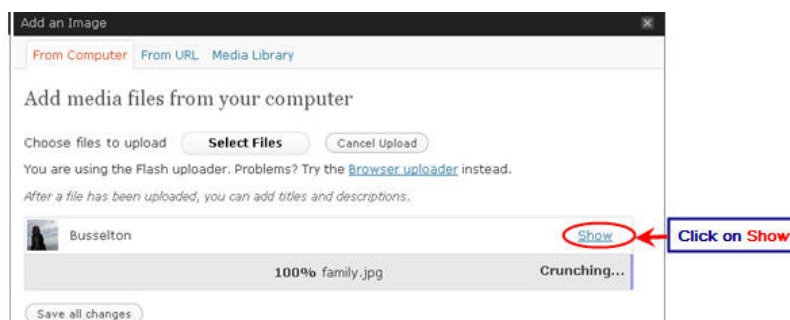 Add an Image
From Computer From URL Media Library
Add media files from your computer
Choose files to upload Select Files Cancel Upload
You are using the Flash uploader. Problems? Try the Browser uploader instead.
After a file has been uploaded, you can add titles and descriptions.
Busselton Show Click on Show
100% family.jpg Crunching...
Save all changes